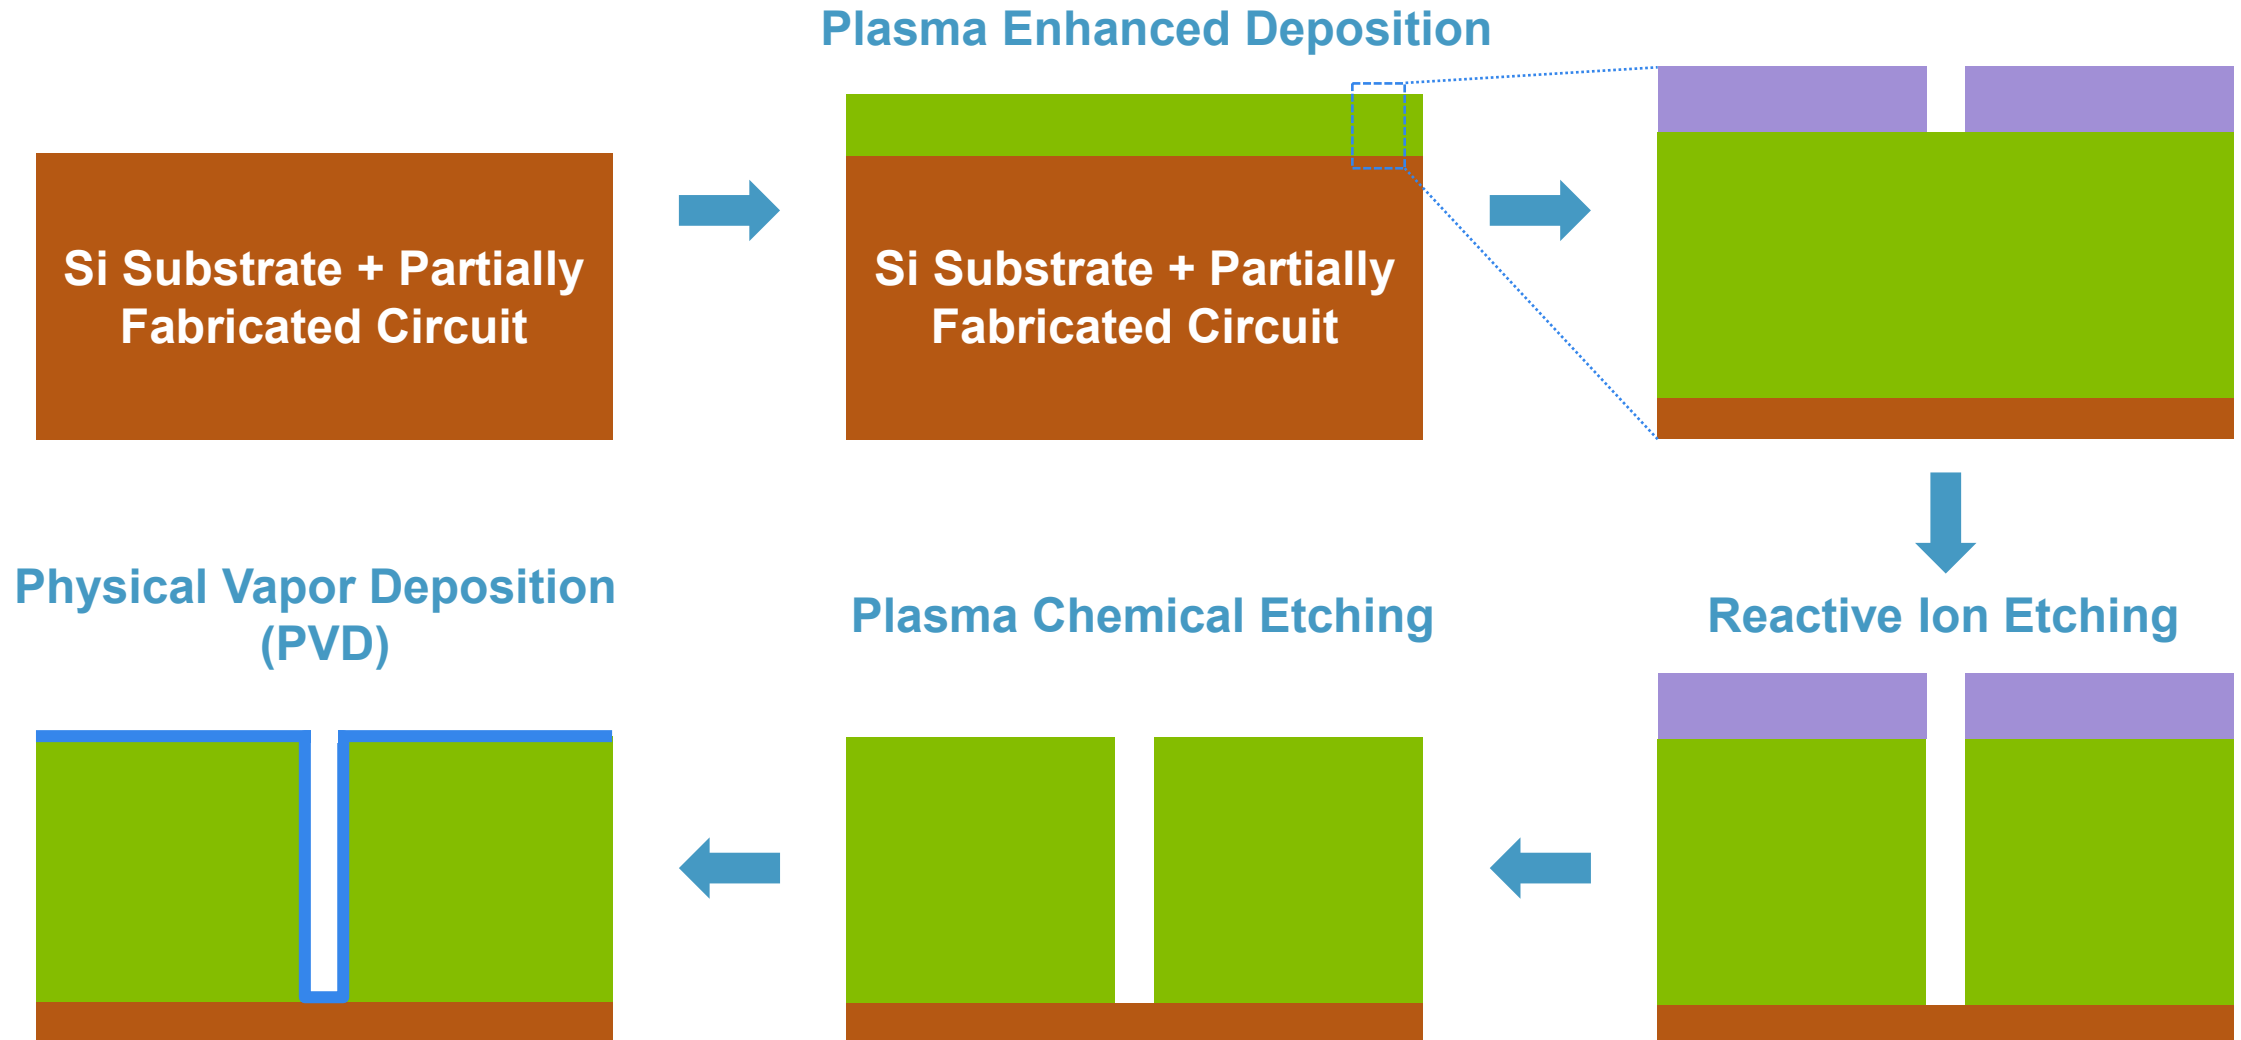 Plasma Enhanced Deposition
Si Substrate + Partially
Fabricated Circuit
Si Substrate + Partially
Fabricated Circuit
Physical Vapor Deposition
(PVD)
Plasma Chemical Etching
Reactive Ion Etching